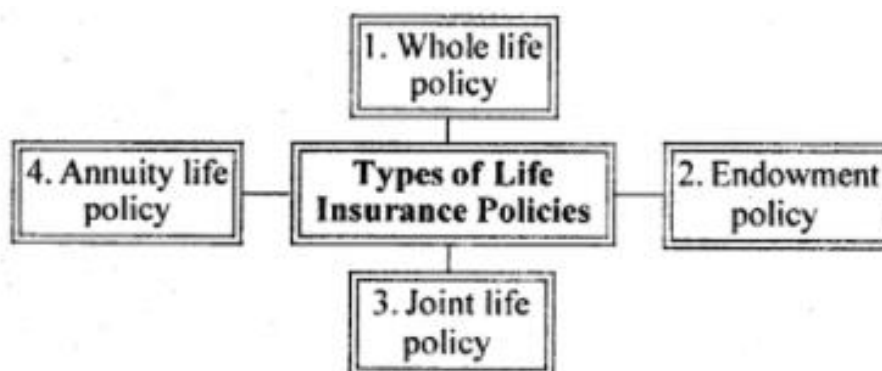 1. Whole life
policy
4. Annuity life
policy
Types of Life
Insurance Policies
2. Endowment
policy
3. Joint life
policy